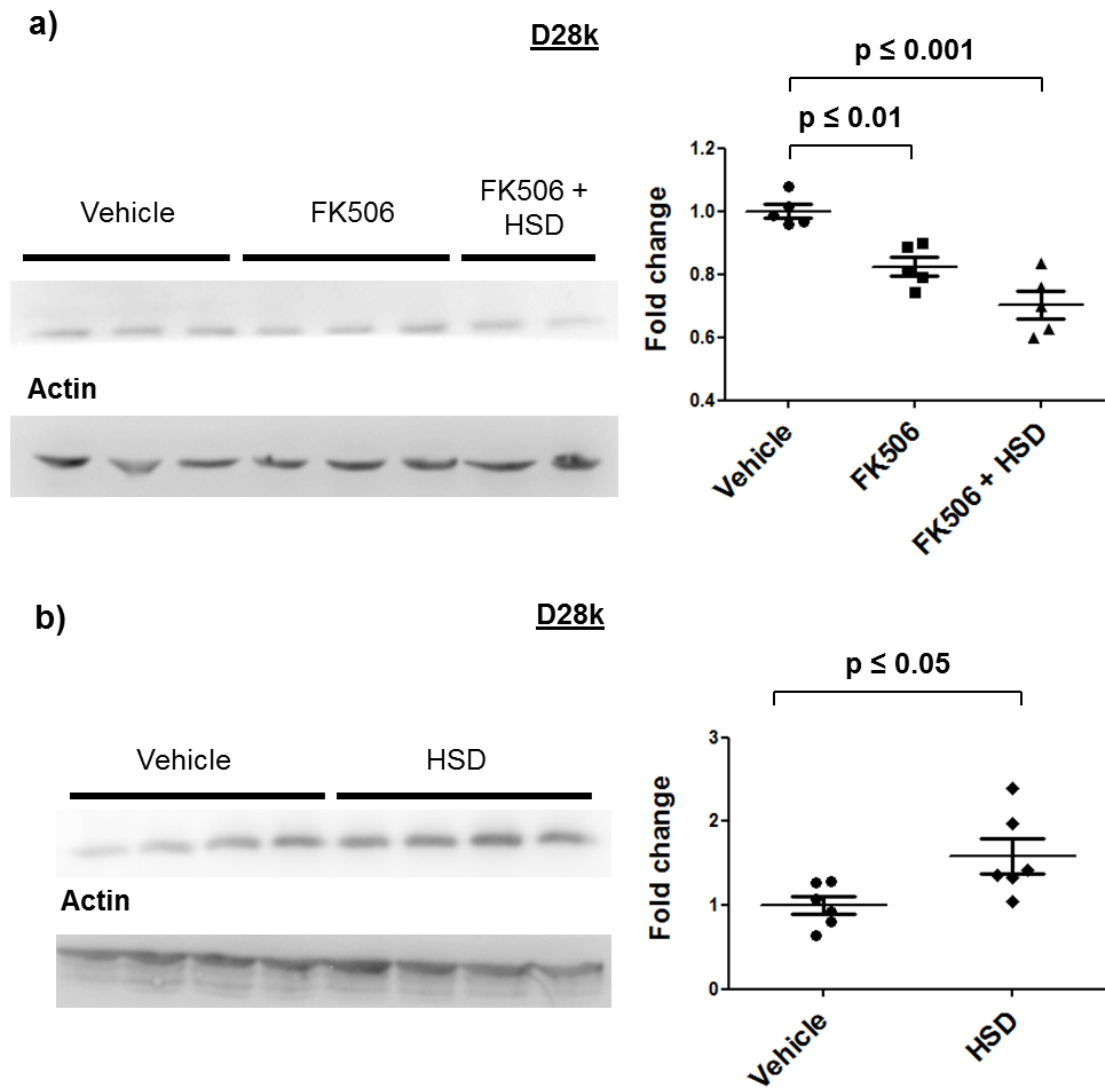 a)
D28k
Vehicle
FK506
FK506 +
HSD
Actin
p ≤ 0.001
p ≤ 0.01
Fold change
1.2
1.0
0.8
0.6
0.4
Vehicle
FK506
FK506 + HSD
b)
D28k
Vehicle
HSD
Actin
p ≤ 0.05
Fold change
3
2
1
0
Vehicle
HSD